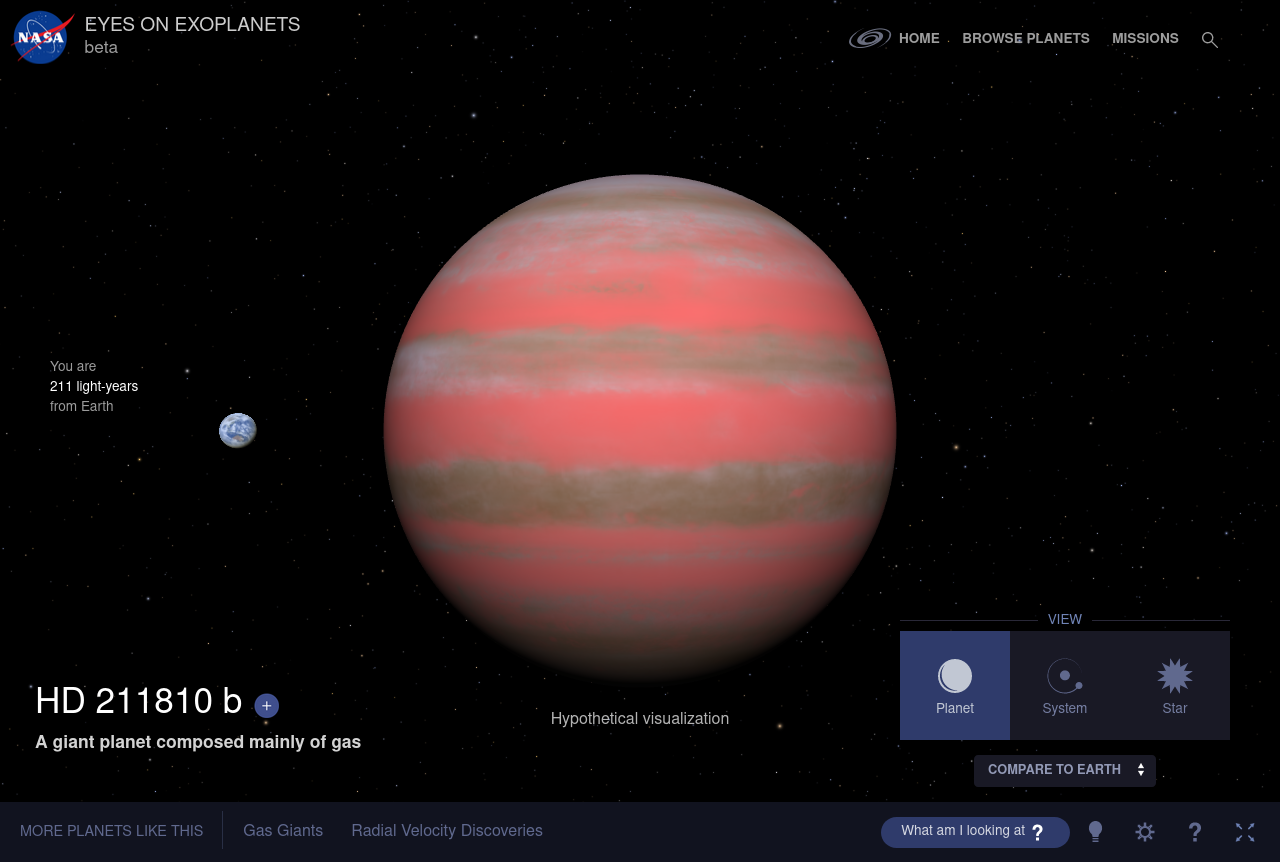 NASA
EYES ON EXOPLANETS
beta
HOME
BROWSE PLANETS
MISSIONS
You are
211 light-years
from Earth
HD 211810 b +
A giant planet composed mainly of gas
Hypothetical visualization
VIEW
Planet
System
Star
COMPARE TO EARTH
MORE PLANETS LIKE THIS
Gas Giants
Radial Velocity Discoveries
What am I looking at ?
?